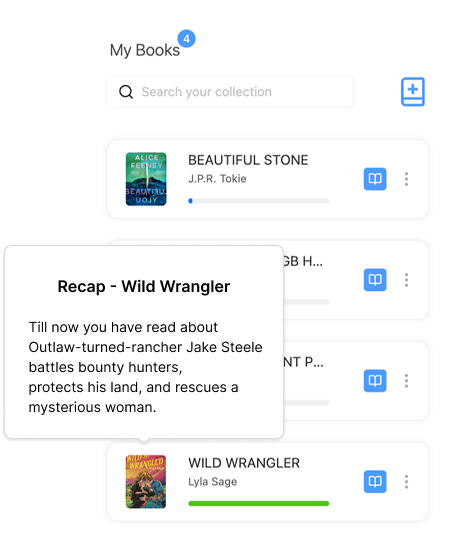 My Books
4
Search your collection
ALICE
FEENEY
BEAUTIFUL
UGLY
BEAUTIFUL STONE
J.P.R. Tokie
GB H...
NT P...
Recap - Wild Wrangler
Till now you have read about
Outlaw-turned-rancher Jake Steele
battles bounty hunters,
protects his land, and rescues a
mysterious woman.
WILD
WRANGLED
WILD WRANGLER
Lyla Sage